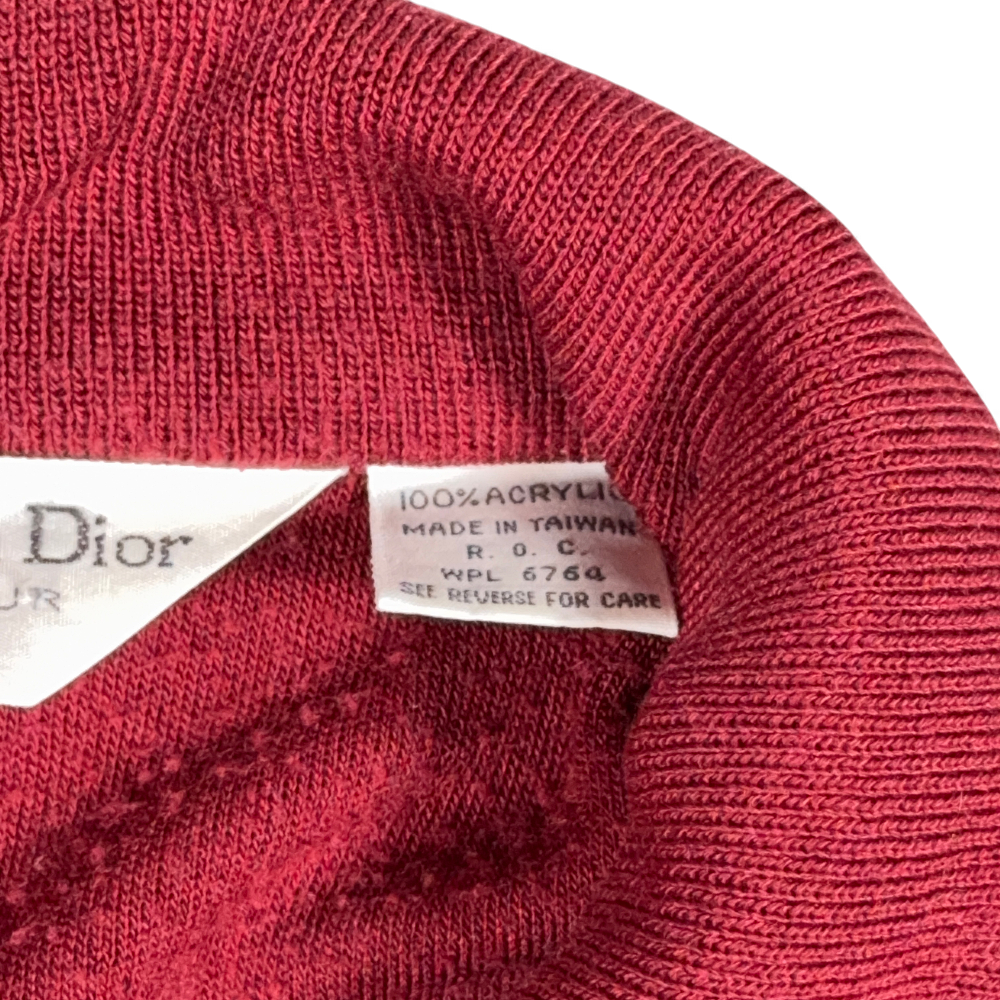 Dior
UR
100% ACRYLIC
MADE IN TAIWAN
R. O. C.
WPL 6764
SEE REVERSE FOR CARE